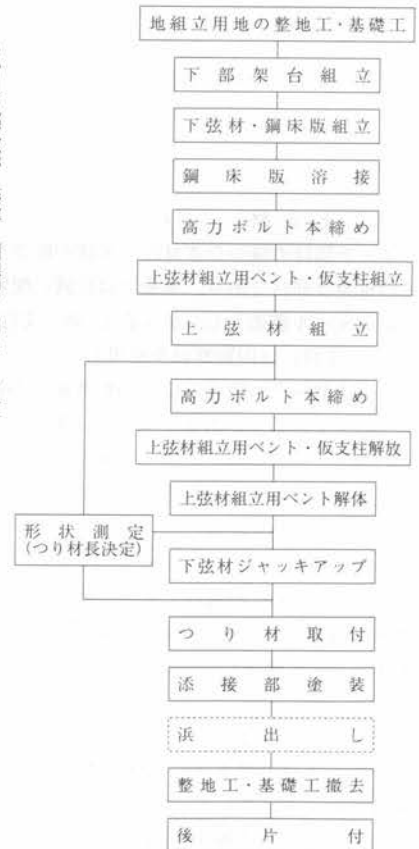 地組立用地の整地工・基礎工
下部架台組立
下弦材・鋼床版組立
鋼床版溶接
高力ボルト本締め
上弦材組立用ベント・仮支柱組立
上弦材組立
高力ボルト本締め
上弦材組立用ベント・仮支柱解放
上弦材組立用ベント解体
形状測定
(つり材長決定)
下弦材ジャッキアップ
つり材取付
添接部塗装
浜出し
整地工・基礎工撤去
後片付